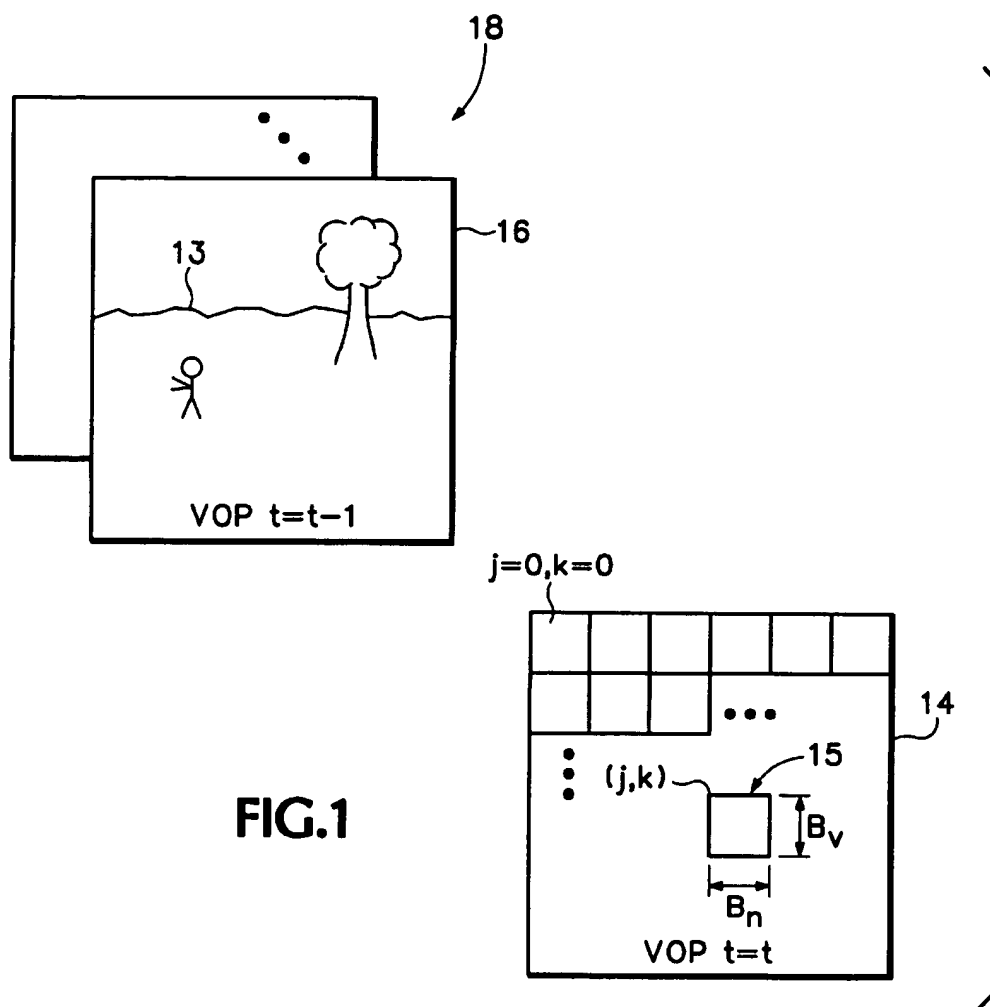 18
16
13
VOP t=t-1
j=0,k=0
14
15
(j,k)
B_v
B_n
FIG.1
VOP t=t